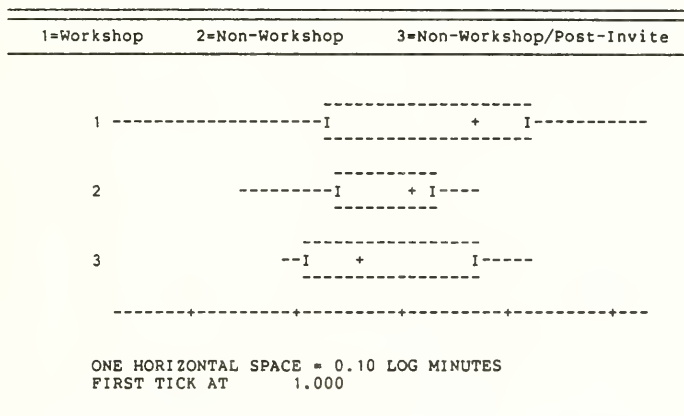 1=Workshop 2=Non-Workshop 3=Non-Workshop/Post-Invite
1 --------------------I + I-----------
2 ---------I + I----
3 --I + I-----
-------+---------+---------+---------+---------+---
ONE HORIZONTAL SPACE = 0.10 LOG MINUTES
FIRST TICK AT 1.000